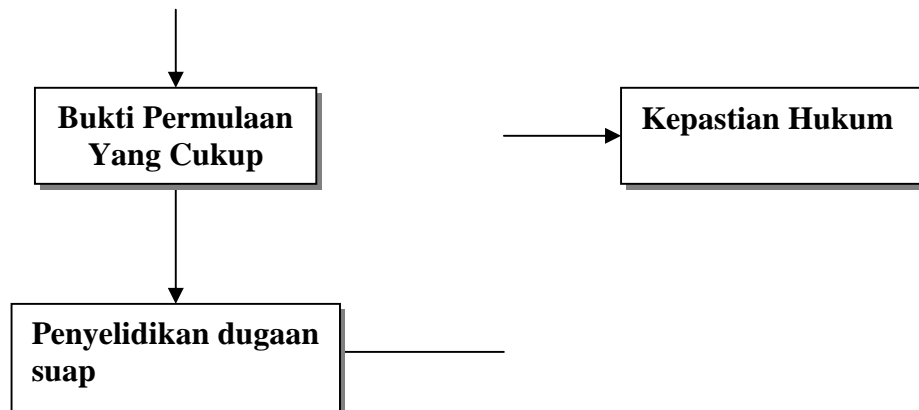 Bukti Permulaan
Yang Cukup
Kepastian Hukum
Penyelidikan dugaan
suap